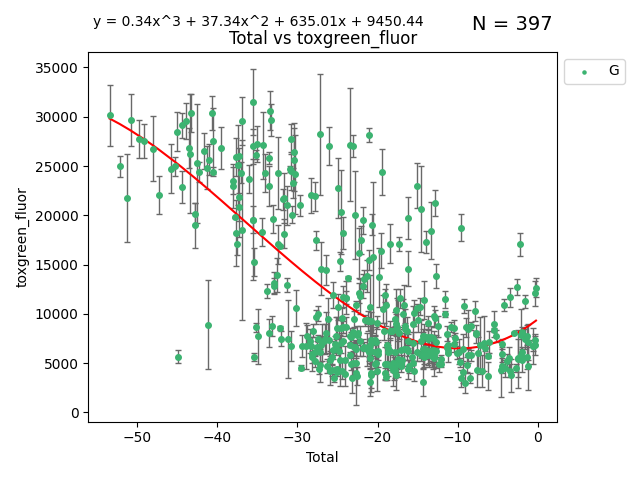 y = 0.34x^3 + 37.34x^2 + 635.01x + 9450.44
N = 397
Total vs toxgreen_fluor
G
35000
30000
25000
20000
15000
10000
5000
0
toxgreen_fluor
−50
−40
−30
−20
−10
0
Total